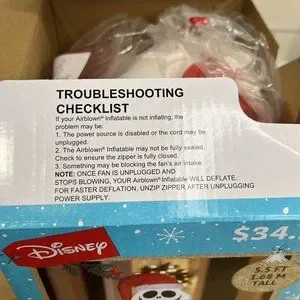 TROUBLESHOOTING
CHECKLIST
If your Airblown® Inflatable is not inflating, the
problem may be:
1. The power source is disabled or the cord may be
unplugged.
2. The Airblown® Inflatable may not be fully sealed.
Check to ensure the zipper is fully closed.
3. Something may be blocking the fan's air intake.
NOTE: ONCE FAN IS UNPLUGGED AND
STOPS BLOWING, YOUR Airblown® Inflatable WILL DEFLATE.
FOR FASTER DEFLATION, UNZIP ZIPPER AFTER UNPLUGGING
POWER SUPPLY.
Disney
$34.
5.5 FT
1.68 M
TALL